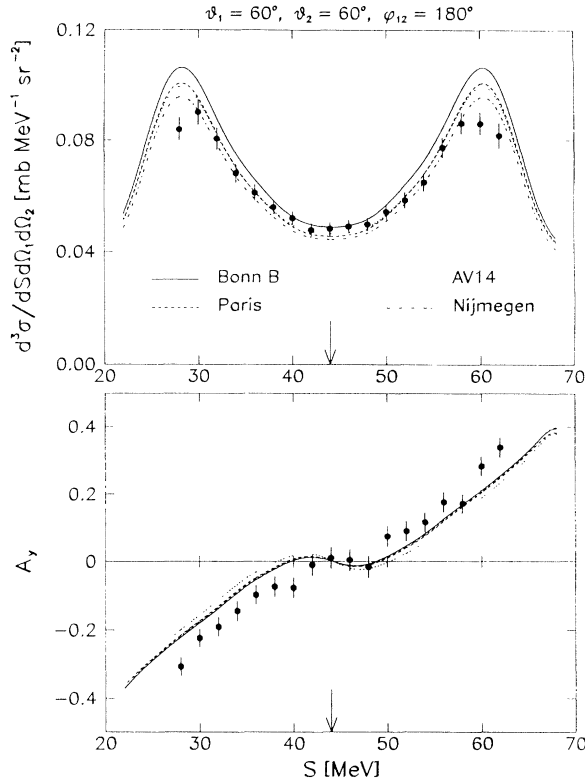 ϑ₁ = 60°, ϑ₂ = 60°, φ₁₂ = 180°
d³σ/dSdΩ₁dΩ₂ [mb MeV⁻¹ sr⁻²]
0.12
0.08
0.04
0.00
Bonn B
AV14
Paris
Nijmegen
20 30 40 50 60 70
A_y
0.4
0.2
0
−0.2
−0.4
20 30 40 50 60 70
S [MeV]